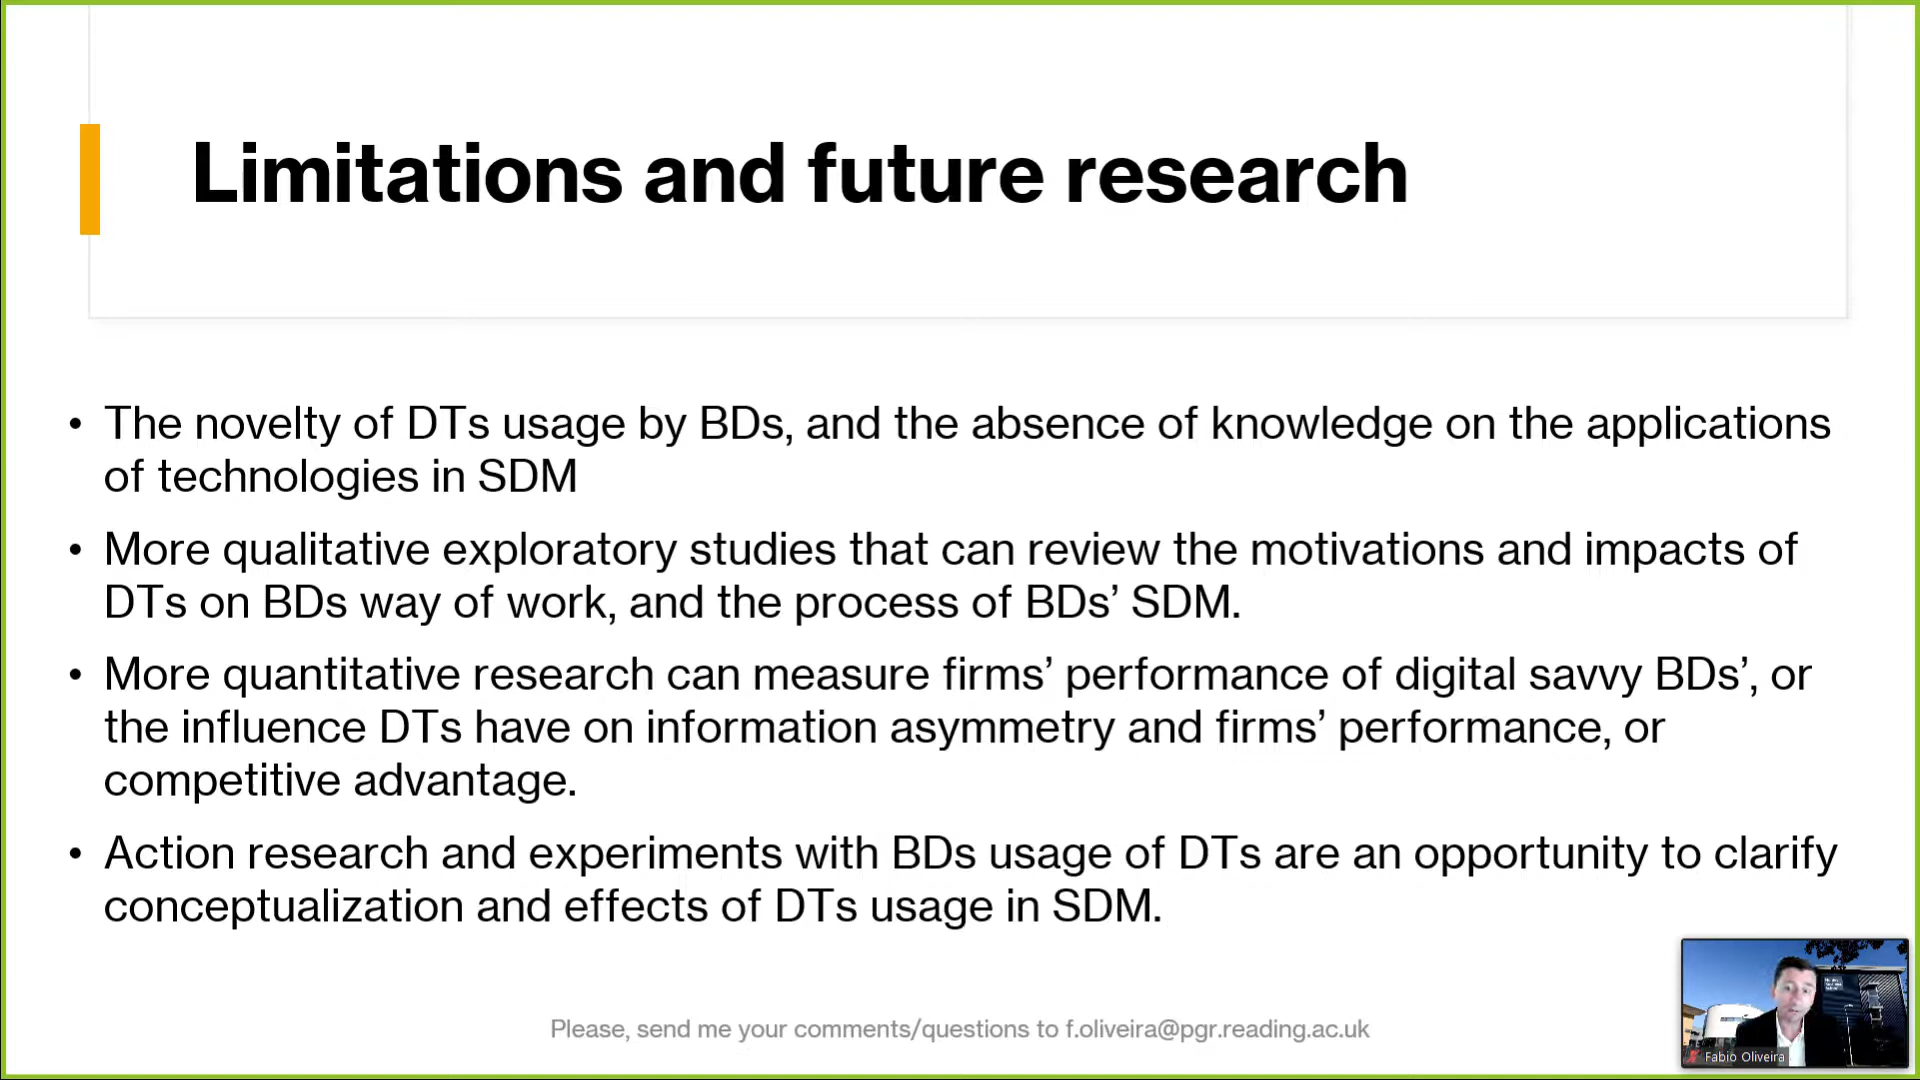 Limitations and future research
• The novelty of DTs usage by BDs, and the absence of knowledge on the applications
of technologies in SDM
• More qualitative exploratory studies that can review the motivations and impacts of
DTs on BDs way of work, and the process of BDs’ SDM.
• More quantitative research can measure firms’ performance of digital savvy BDs’, or
the influence DTs have on information asymmetry and firms’ performance, or
competitive advantage.
• Action research and experiments with BDs usage of DTs are an opportunity to clarify
conceptualization and effects of DTs usage in SDM.
Please, send me your comments/questions to f.oliveira@pgr.reading.ac.uk
Fabio Oliveira